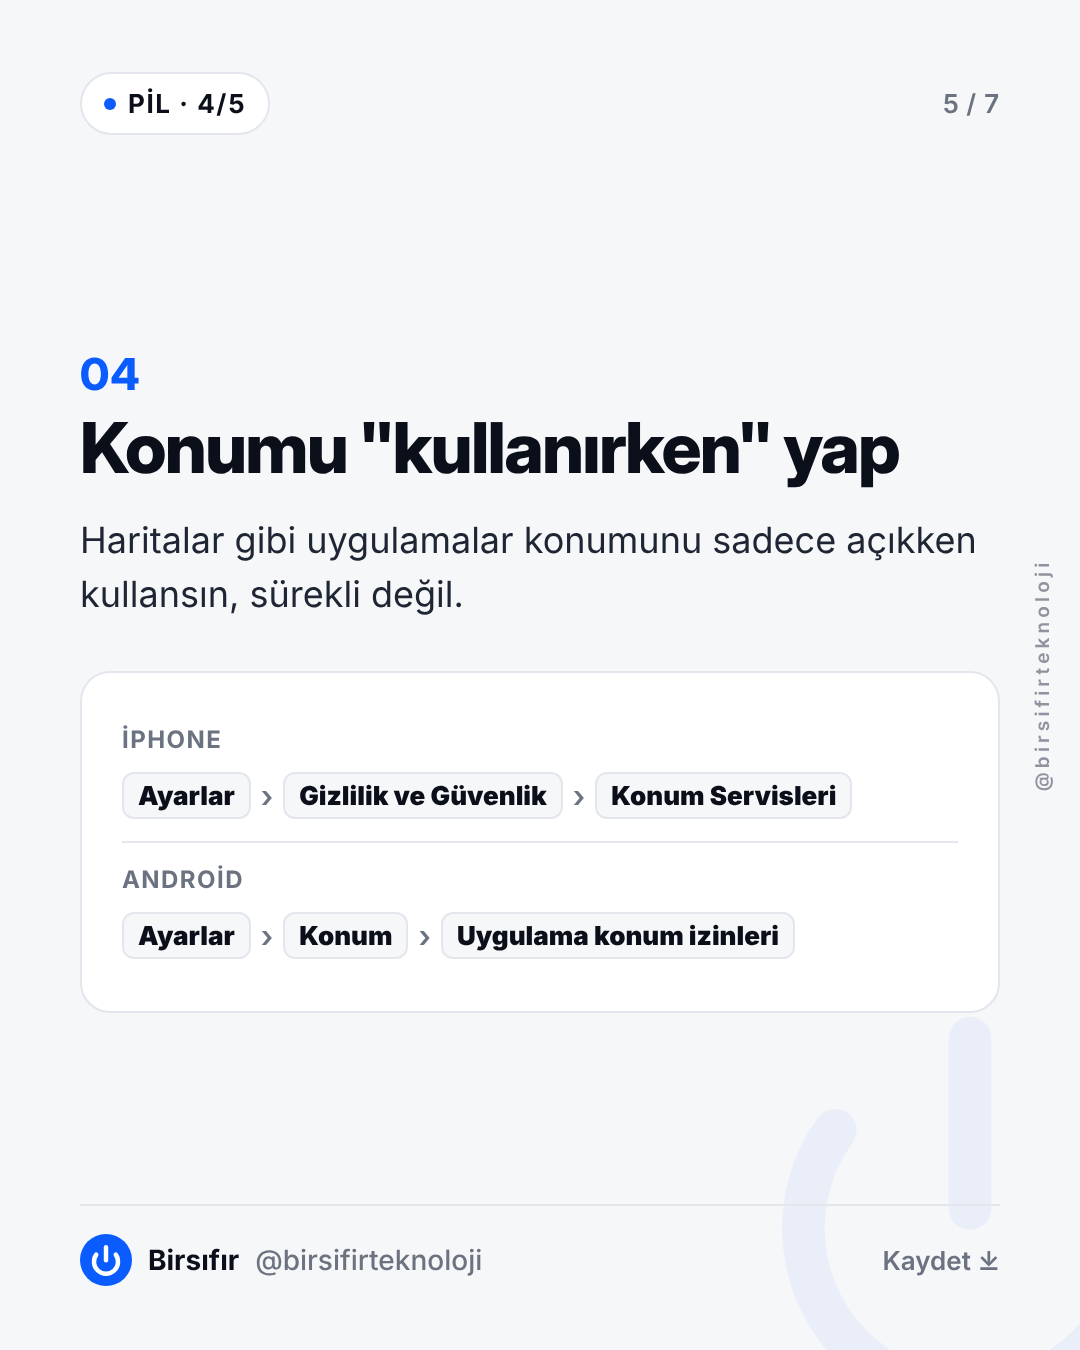 PİL · 4/5
5 / 7
04
Konumu "kullanırken" yap
Haritalar gibi uygulamalar konumunu sadece açıkken
kullansın, sürekli değil.
@birsifirteknoloji
İPHONE
Ayarlar › Gizlilik ve Güvenlik › Konum Servisleri
ANDROİD
Ayarlar › Konum › Uygulama konum izinleri
Birsıfır @birsifirteknoloji
Kaydet